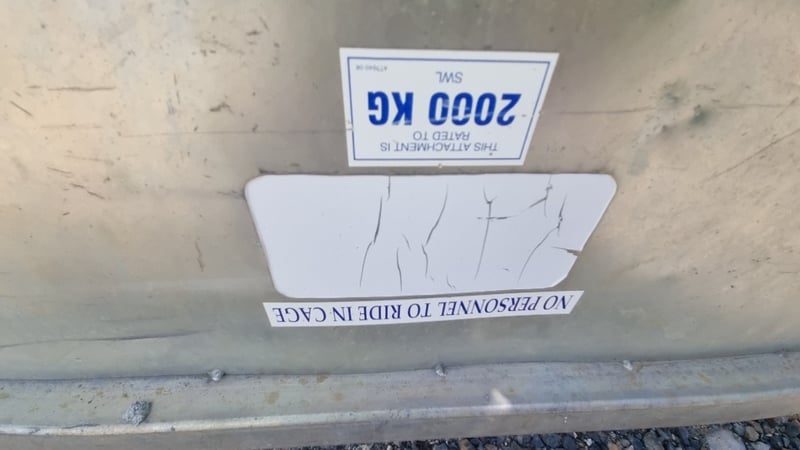 NO PERSONNEL TO RIDE IN CAGE
THIS ATTACHMENT IS
RATED TO
2000 KG
SWL